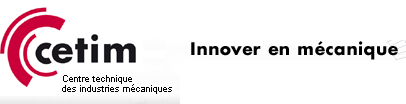 cetim
Innover en mécanique
Centre technique
des industries mécaniques